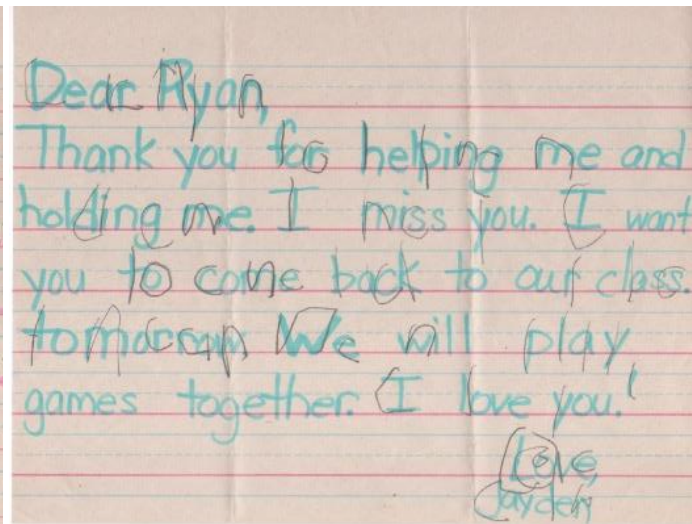 Dear Ryan,
Thank you for helping me and
holding me. I miss you. I want
you to come back to our class.
tomorrow We will play
games together. I love you!
Love,
Jayden